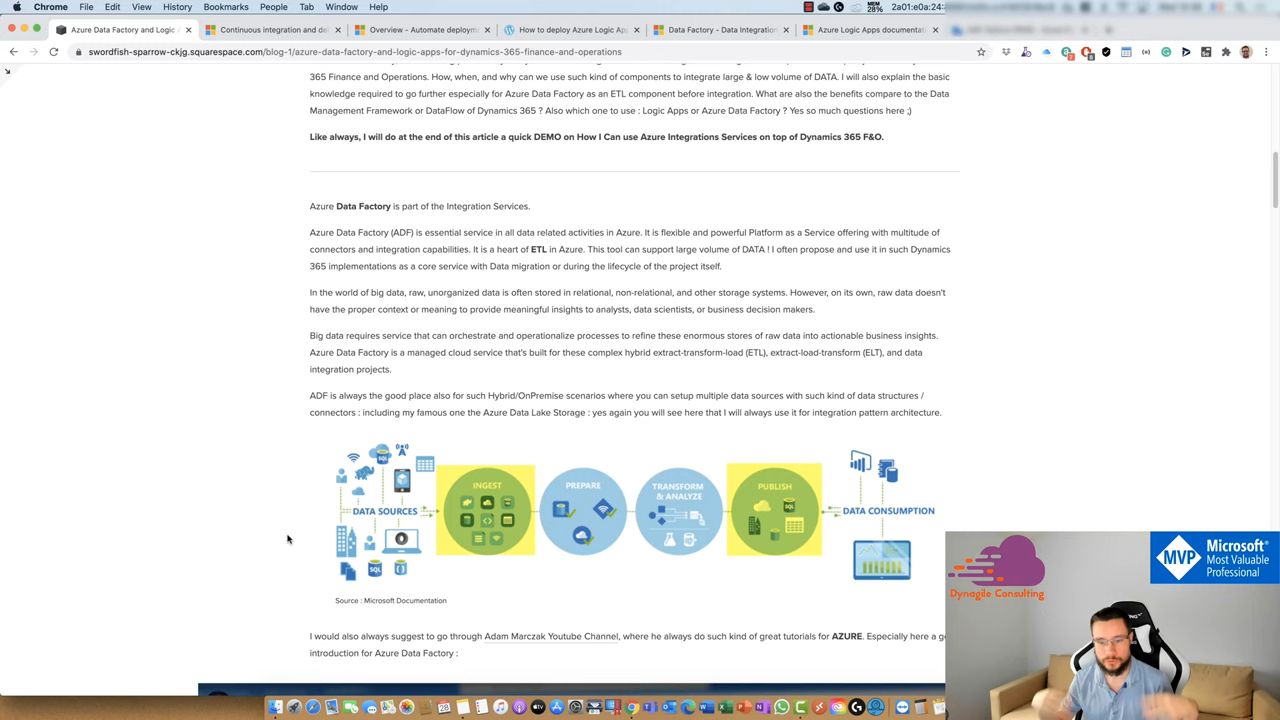 Chrome File Edit View History Bookmarks People Tab Window Help
MEM 28% 2a01:e0a:24:
Azure Data Factory and Logic A
Continuous integration and de
Overview - Automate deploym
How to deploy Azure Logic Ap
Data Factory - Data Integration
Azure Logic Apps documentat
swordfish-sparrow-ckjg.squarespace.com/blog-1/azure-data-factory-and-logic-apps-for-dynamics-365-finance-and-operations
365 Finance and Operations. How, when, and why can we use such kind of components to integrate large & low volume of DATA. I will also explain the basic
knowledge required to go further especially for Azure Data Factory as an ETL component before integration. What are also the benefits compare to the Data
Management Framework or DataFlow of Dynamics 365 ? Also which one to use : Logic Apps or Azure Data Factory ? Yes so much questions here ;)
Like always, I will do at the end of this article a quick DEMO on How I Can use Azure Integrations Services on top of Dynamics 365 F&O.
Azure Data Factory is part of the Integration Services.
Azure Data Factory (ADF) is essential service in all data related activities in Azure. It is flexible and powerful Platform as a Service offering with multitude of
connectors and integration capabilities. It is a heart of ETL in Azure. This tool can support large volume of DATA ! I often propose and use it in such Dynamics
365 implementations as a core service with Data migration or during the lifecycle of the project itself.
In the world of big data, raw, unorganized data is often stored in relational, non-relational, and other storage systems. However, on its own, raw data doesn't
have the proper context or meaning to provide meaningful insights to analysts, data scientists, or business decision makers.
Big data requires service that can orchestrate and operationalize processes to refine these enormous stores of raw data into actionable business insights.
Azure Data Factory is a managed cloud service that's built for these complex hybrid extract-transform-load (ETL), extract-load-transform (ELT), and data
integration projects.
ADF is always the good place also for such Hybrid/OnPremise scenarios where you can setup multiple data sources with such kind of data structures /
connectors : including my famous one the Azure Data Lake Storage : yes again you will see here that I will always use it for integration pattern architecture.
SQL
INGEST PREPARE TRANSFORM & ANALYZE PUBLISH
SQL
DATA SOURCES DATA CONSUMPTION
SQL
Source : Microsoft Documentation
I would also always suggest to go through Adam Marczak Youtube Channel, where he always do such kind of great tutorials for AZURE. Especially here a g
introduction for Azure Data Factory :
Dynagile Consulting
MVP
Microsoft
Most Valuable
Professional